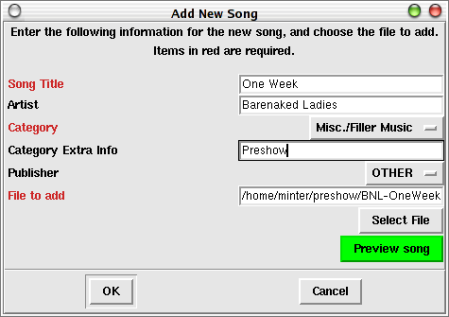 Add New Song
Enter the following information for the new song, and choose the file to add.
Items in red are required.
Song Title One Week
Artist Barenaked Ladies
Category Misc./Filler Music
Category Extra Info Preshow
Publisher OTHER
File to add /home/minter/preshow/BNL-OneWeek
Select File
Preview song
OK Cancel